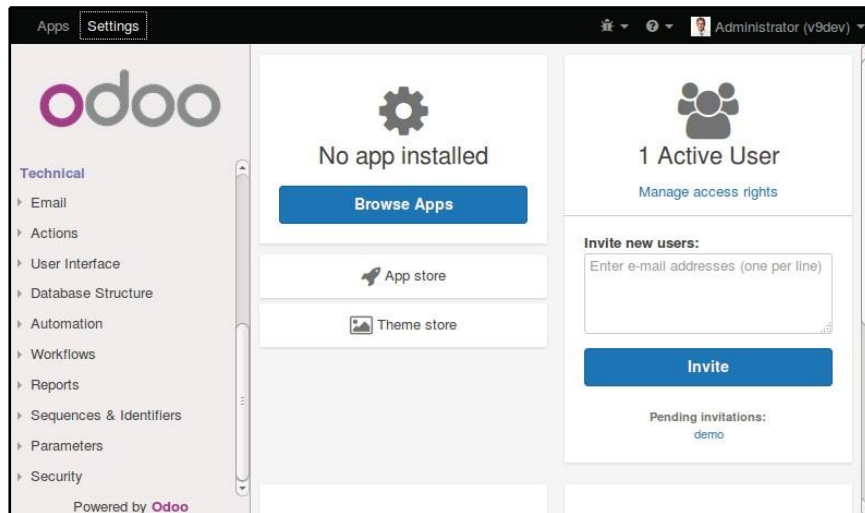 Apps Settings Administrator (v9dev)
odoo
Technical
Email
Actions
User Interface
Database Structure
Automation
Workflows
Reports
Sequences & Identifiers
Parameters
Security
Powered by Odoo
No app installed
Browse Apps
App store
Theme store
1 Active User
Manage access rights
Invite new users:
Enter e-mail addresses (one per line)
Invite
Pending invitations:
demo